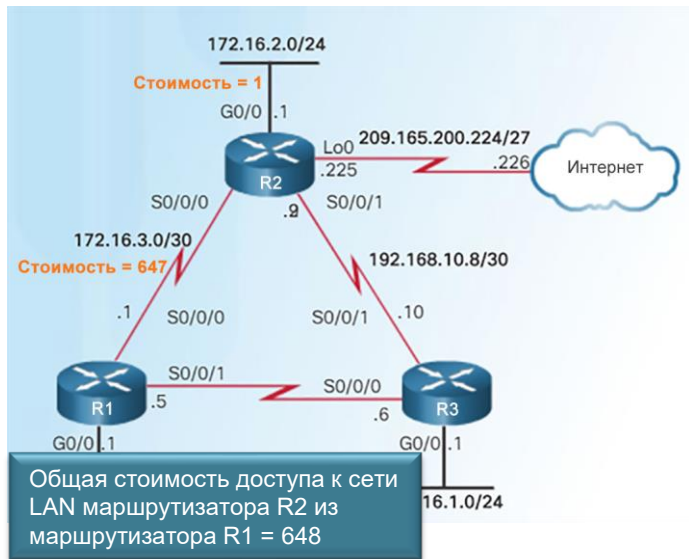 172.16.2.0/24
Стоимость = 1
G0/0 .1
209.165.200.224/27
Lo0
.225
.226
Интернет
R2
S0/0/0
.9
S0/0/1
172.16.3.0/30
Стоимость = 647
192.168.10.8/30
.1
S0/0/0
S0/0/1
.10
S0/0/1
S0/0/0
R1
.5
.6
R3
G0/0 .1
G0/0 .1
Общая стоимость доступа к сети
LAN маршрутизатора R2 из
маршрутизатора R1 = 648
16.1.0/24